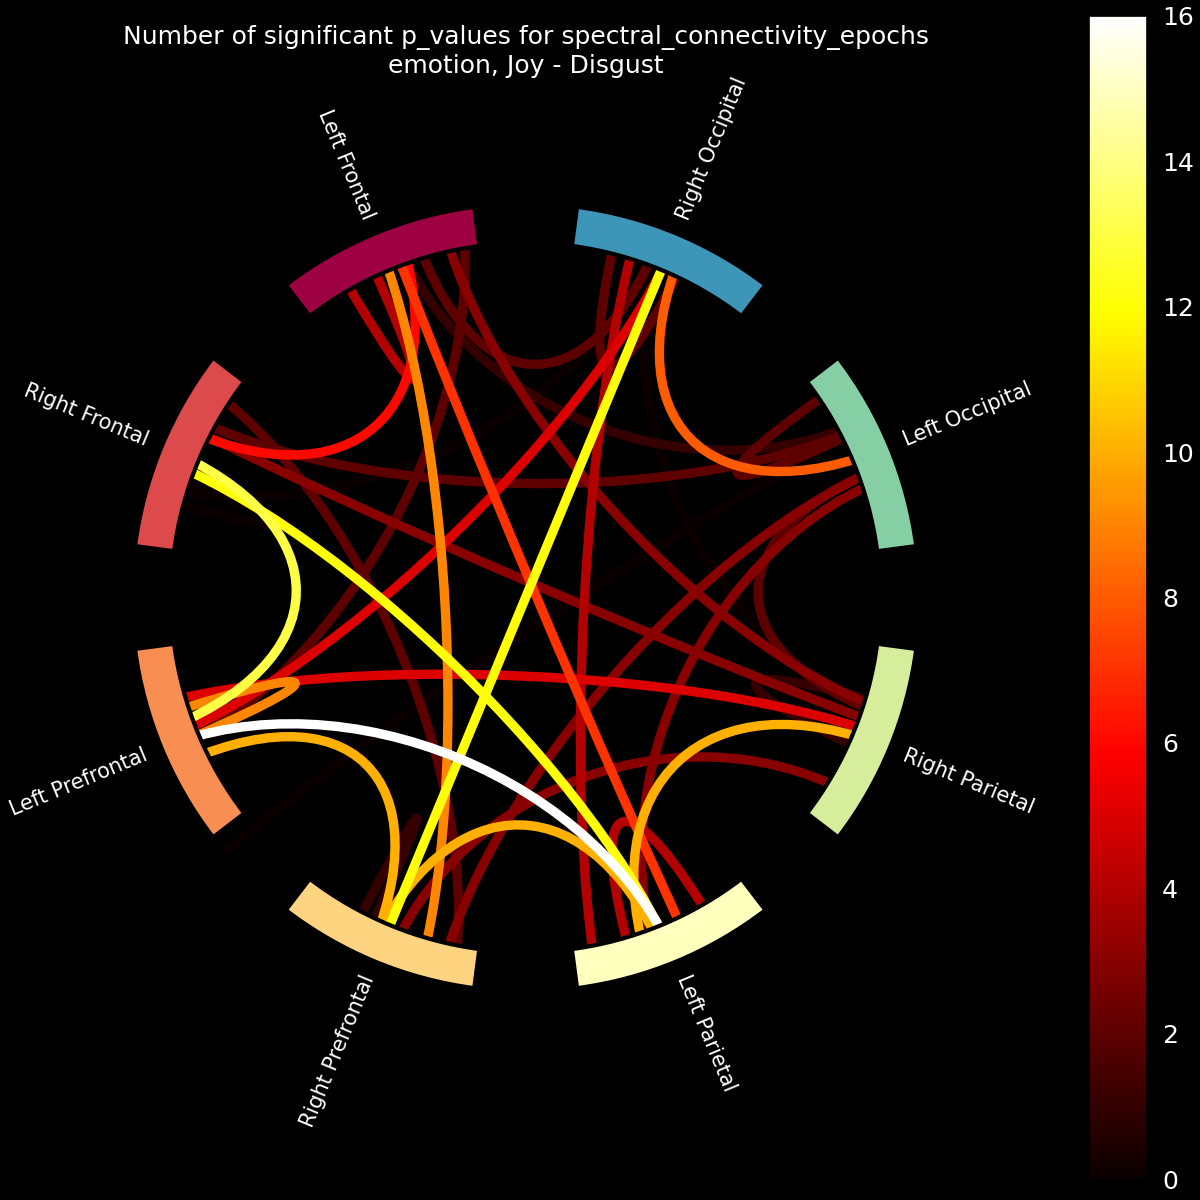 Number of significant p_values for spectral_connectivity_epochs
emotion, Joy - Disgust
Left Frontal
Right Occipital
Right Frontal
Left Occipital
Left Prefrontal
Right Parietal
Right Prefrontal
Left Parietal
16
14
12
10
8
6
4
2
0